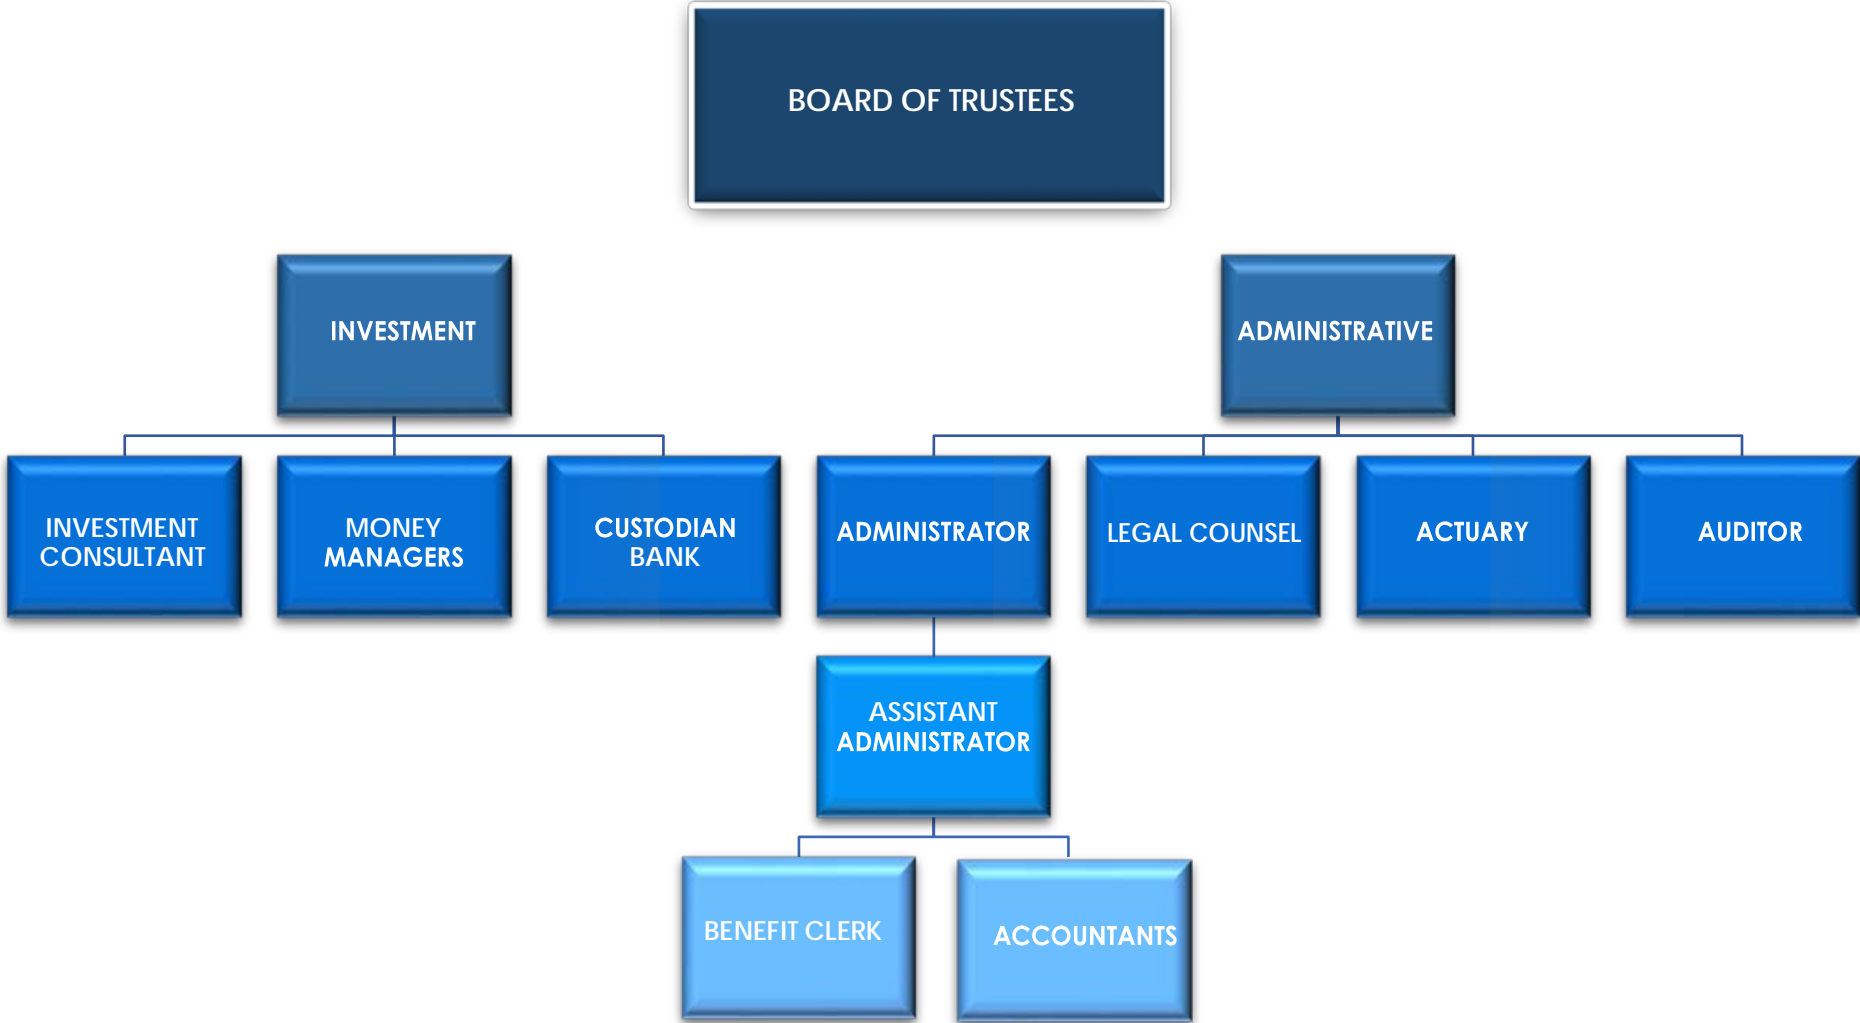 BOARD OF TRUSTEES
INVESTMENT
ADMINISTRATIVE
INVESTMENT
CONSULTANT
MONEY
MANAGERS
CUSTODIAN
BANK
ADMINISTRATOR
LEGAL COUNSEL
ACTUARY
AUDITOR
ASSISTANT
ADMINISTRATOR
BENEFIT CLERK
ACCOUNTANTS